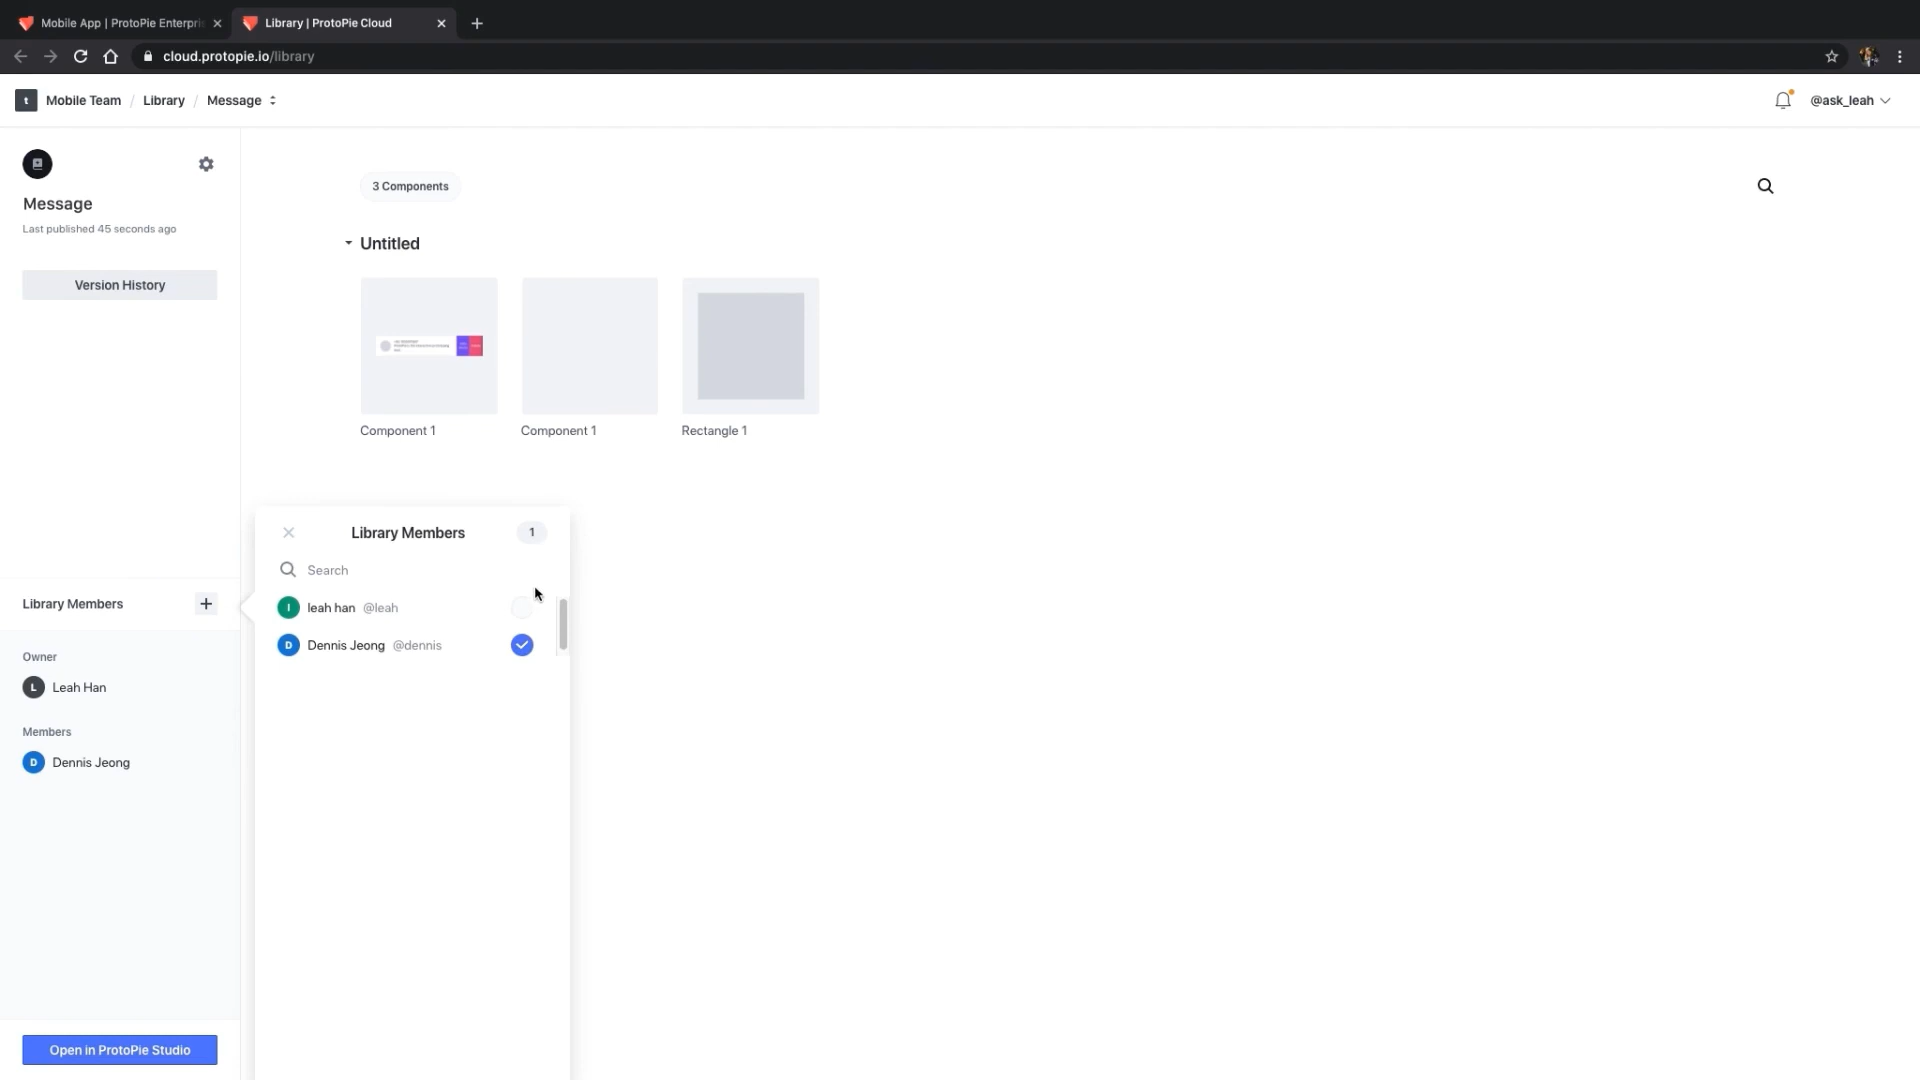 Mobile App | ProtoPie Enterpri
Library | ProtoPie Cloud
cloud.protopie.io/library
t Mobile Team / Library / Message
@ask_leah
Message
Last published 45 seconds ago
Version History
3 Components
Untitled
Component 1
Component 1
Rectangle 1
Library Members
1
Search
l leah han @leah
D Dennis Jeong @dennis
Library Members
Owner
L Leah Han
Members
D Dennis Jeong
Open in ProtoPie Studio